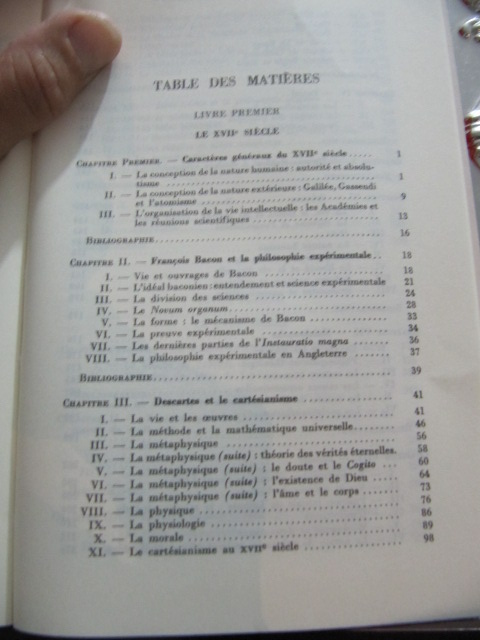 TABLE DES MATIÈRES
LIVRE PREMIER
LE XVIIe SIÈCLE
CHAPITRE PREMIER. — Caractères généraux du XVIIe siècle ..... 1
I. — La conception de la nature humaine : autorité et absolu-
tisme ..... 1
II. — La conception de la nature extérieure : Galilée, Gassendi
et l'atomisme ..... 9
III. — L'organisation de la vie intellectuelle : les Académies et
les réunions scientifiques ..... 13
BIBLIOGRAPHIE ..... 16
CHAPITRE II. — François Bacon et la philosophie expérimentale .. 18
I. — Vie et ouvrages de Bacon ..... 18
II. — L'idéal baconien : entendement et science expérimentale 21
III. — La division des sciences ..... 24
IV. — Le Novum organum ..... 28
V. — La forme : le mécanisme de Bacon ..... 33
VI. — La preuve expérimentale ..... 34
VII. — Les dernières parties de l'Instauratio magna ..... 36
VIII. — La philosophie expérimentale en Angleterre ..... 37
BIBLIOGRAPHIE ..... 39
CHAPITRE III. — Descartes et le cartésianisme ..... 41
I. — La vie et les œuvres ..... 41
II. — La méthode et la mathématique universelle ..... 46
III. — La métaphysique ..... 56
IV. — La métaphysique (suite) : théorie des vérités éternelles. 58
V. — La métaphysique (suite) : le doute et le Cogito ... 60
VI. — La métaphysique (suite) : l'existence de Dieu ..... 64
VII. — La métaphysique (suite) : l'âme et le corps ..... 73
VIII. — La physique ..... 76
IX. — La physiologie ..... 86
X. — La morale ..... 89
XI. — Le cartésianisme au XVIIe siècle ..... 98